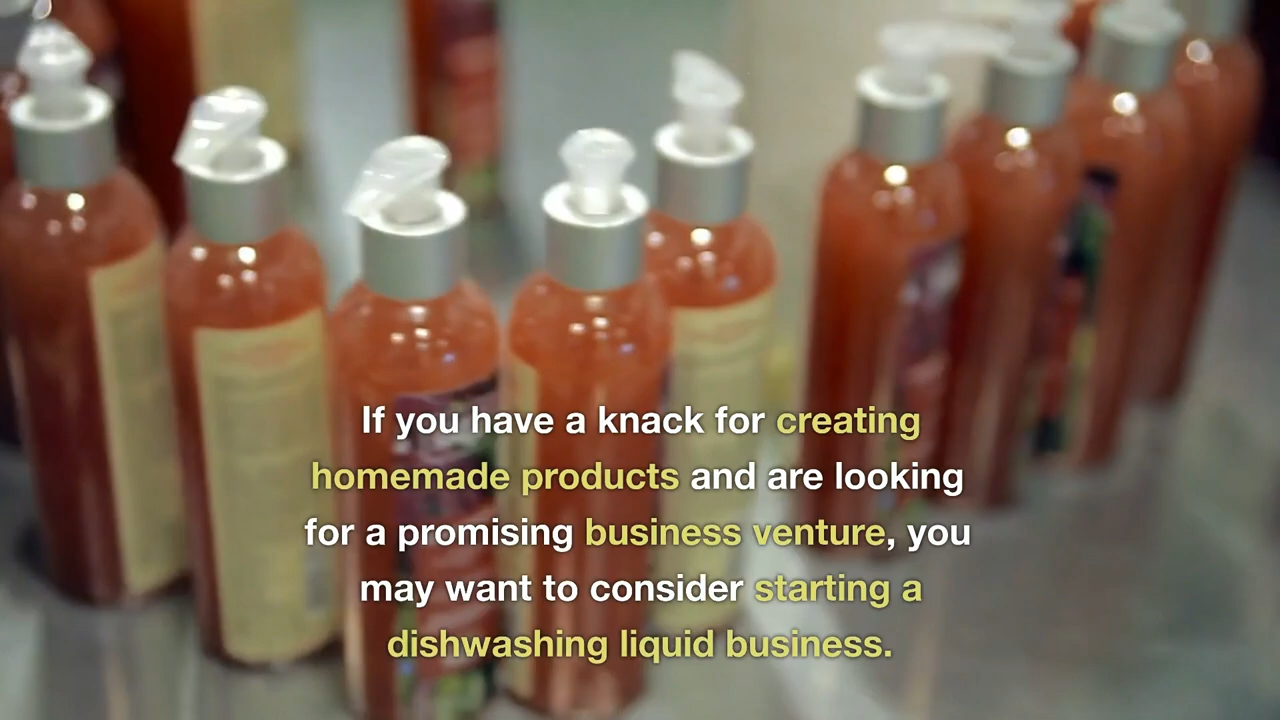 If you have a knack for creating
homemade products and are looking
for a promising business venture, you
may want to consider starting a
dishwashing liquid business.